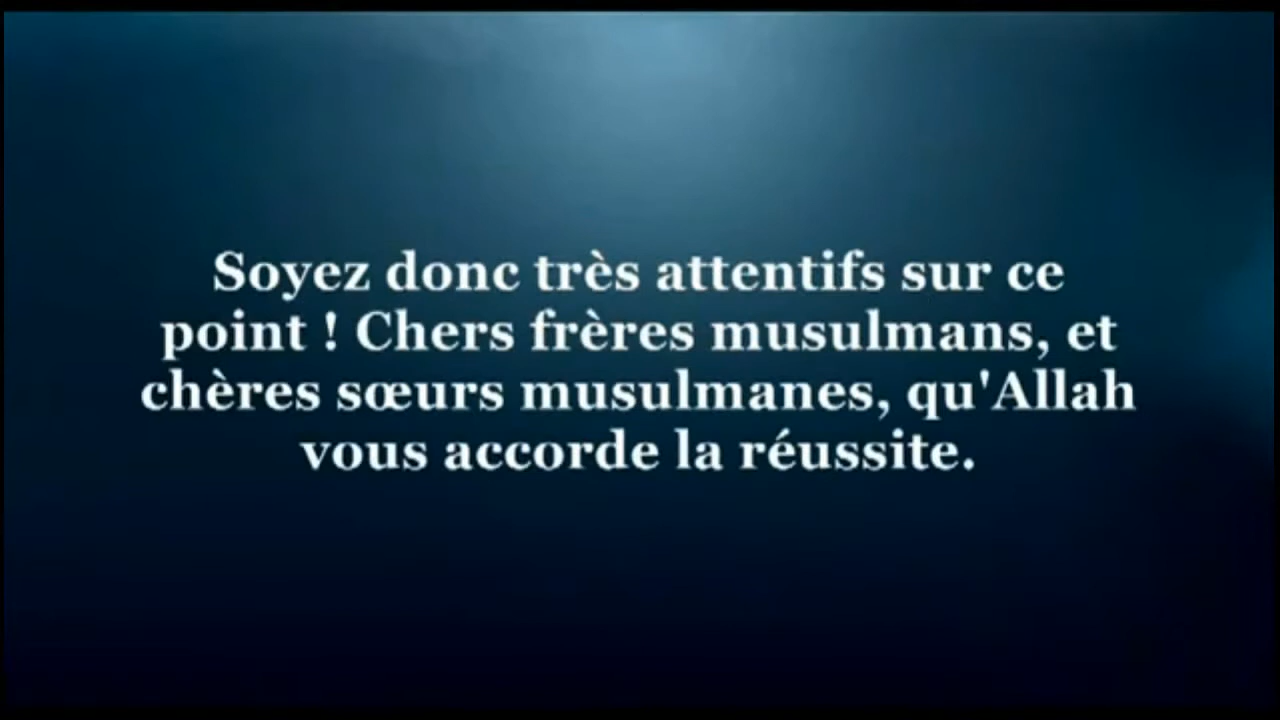 Soyez donc très attentifs sur ce
point ! Chers frères musulmans, et
chères sœurs musulmanes, qu'Allah
vous accorde la réussite.